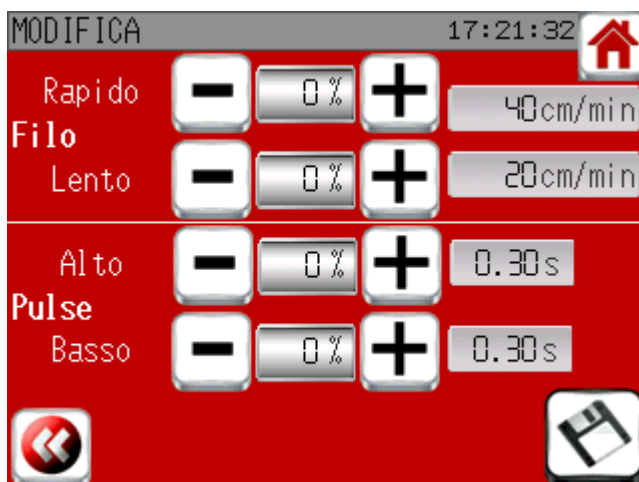 MODIFICA 17:21:32
Rapido 0% 40cm/min
Filo
Lento 0% 20cm/min
Alto 0% 0.30s
Pulse
Basso 0% 0.30s